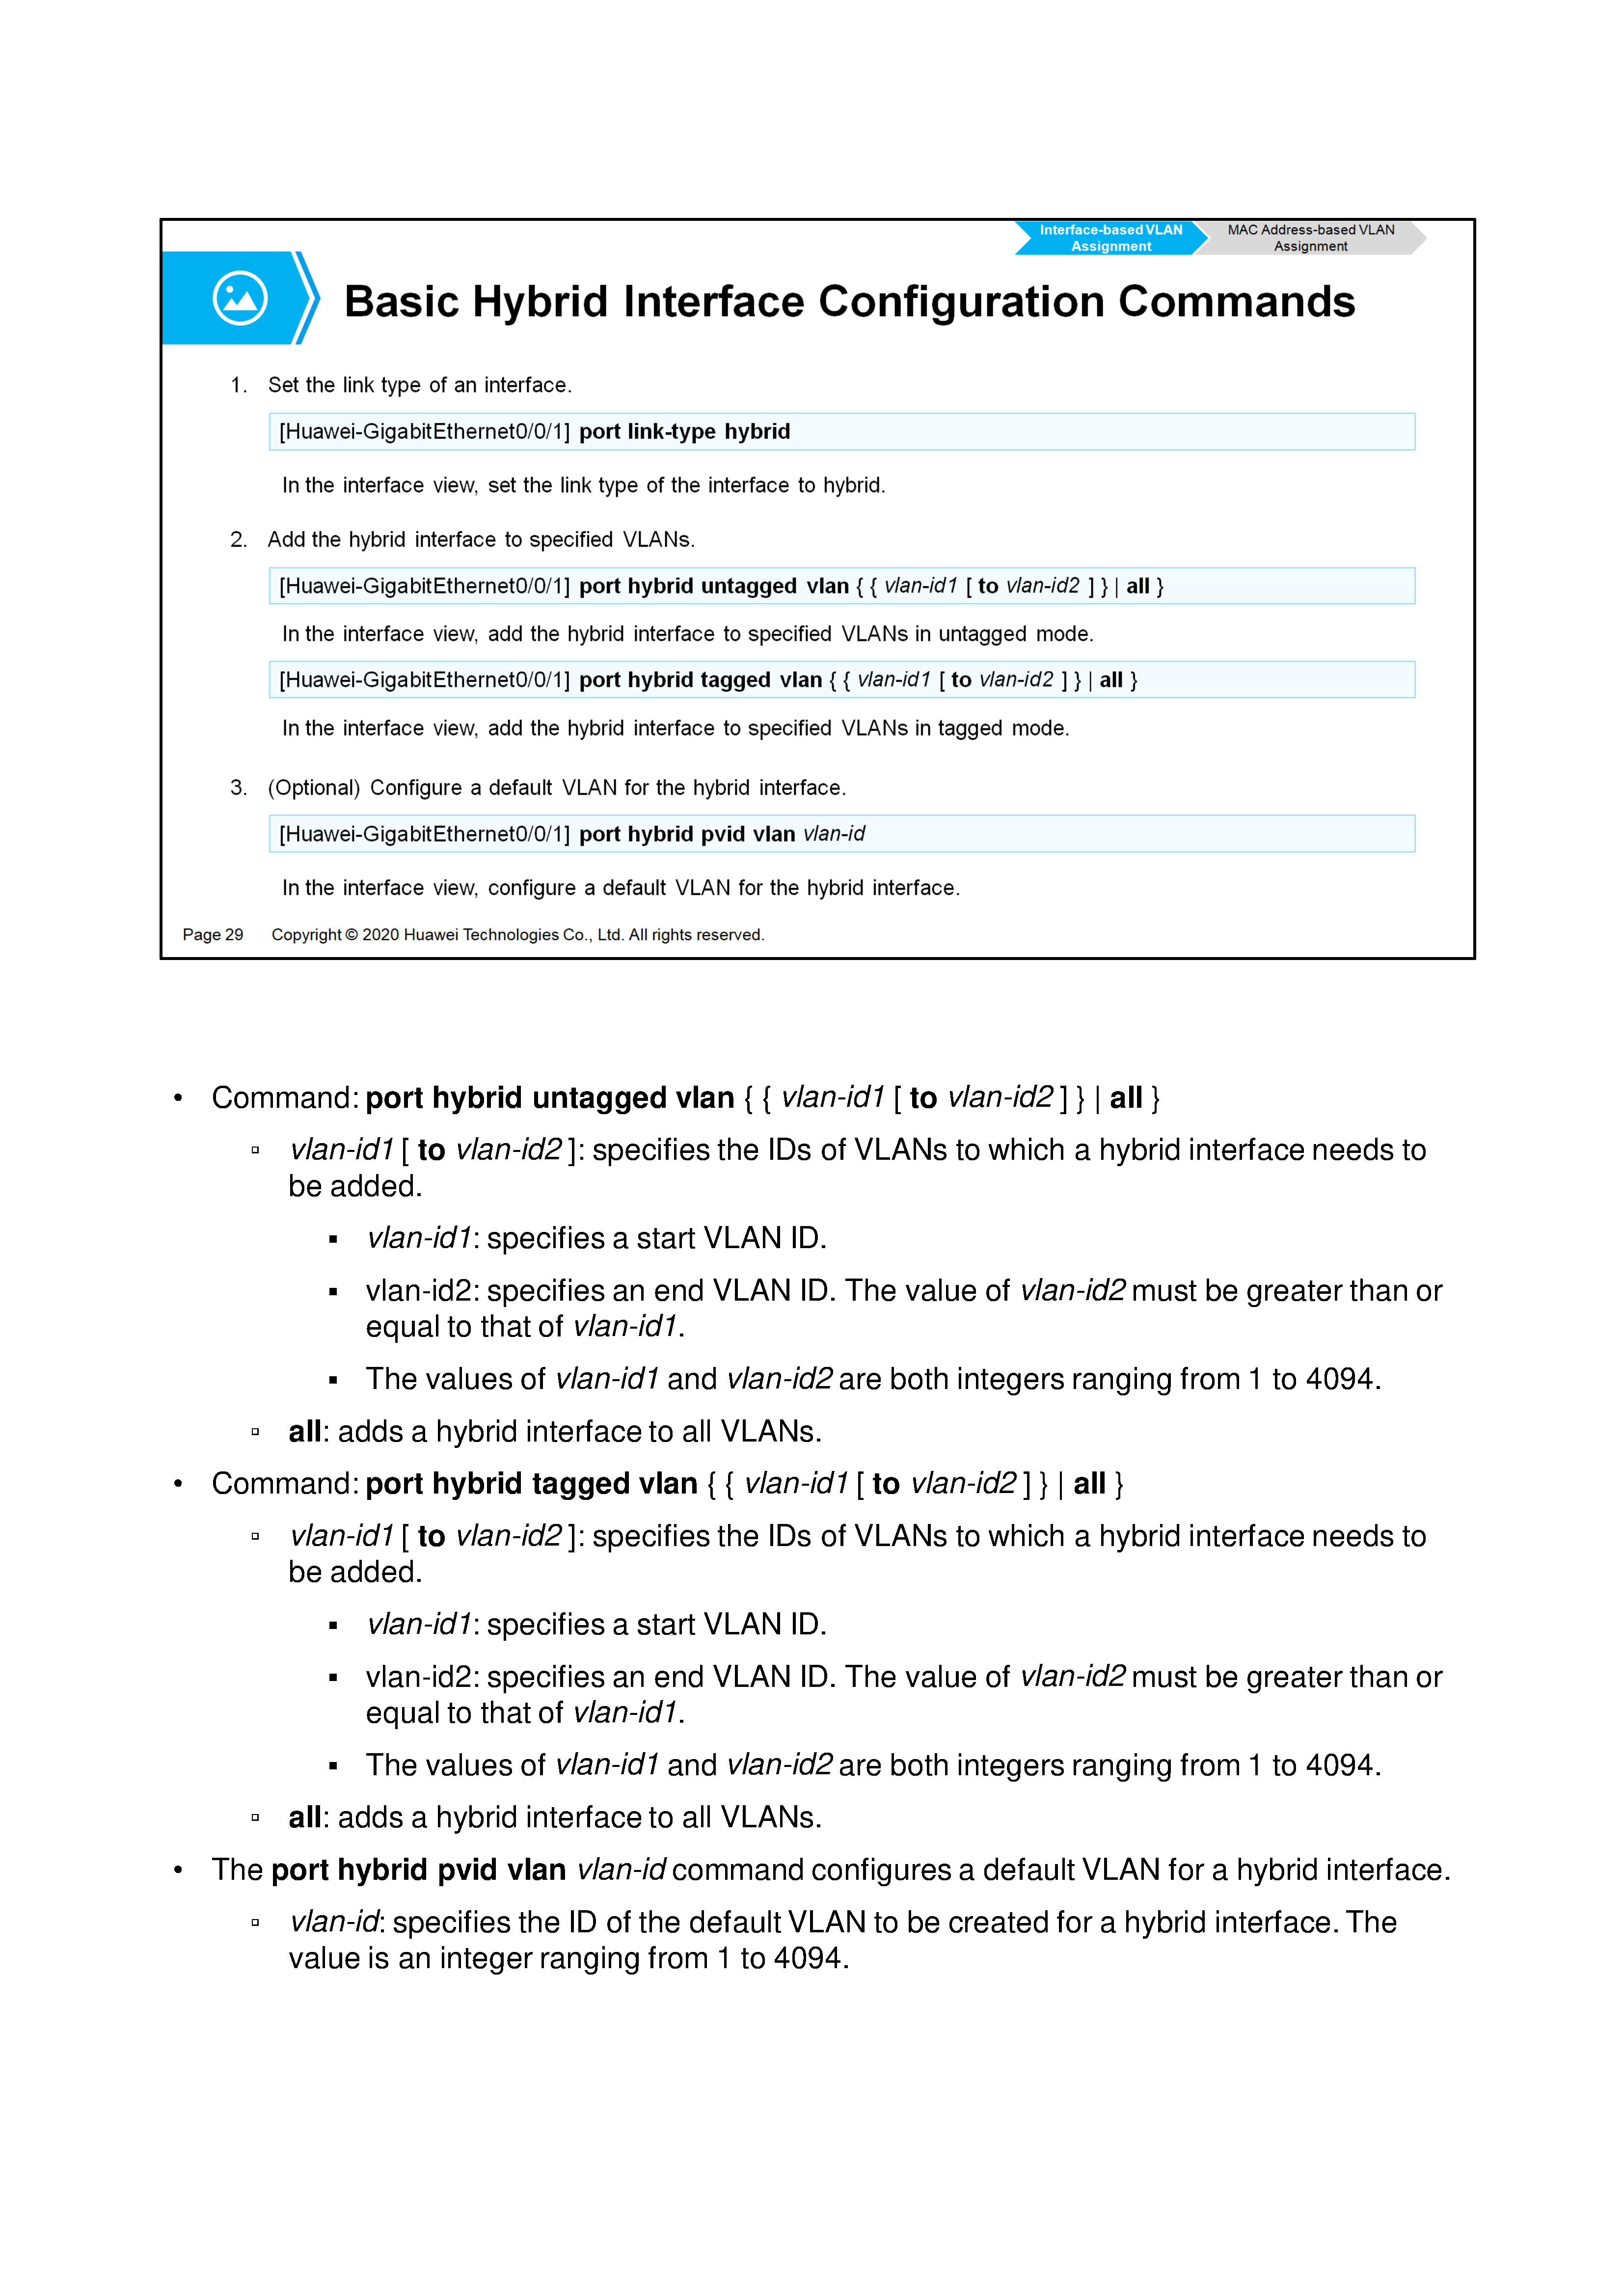 Interface-based VLAN
Assignment
MAC Address-based VLAN
Assignment
Basic Hybrid Interface Configuration Commands
1. Set the link type of an interface.
[Huawei-GigabitEthernet0/0/1] port link-type hybrid
In the interface view, set the link type of the interface to hybrid.
2. Add the hybrid interface to specified VLANs.
[Huawei-GigabitEthernet0/0/1] port hybrid untagged vlan { { vlan-id1 [ to vlan-id2 ] } | all }
In the interface view, add the hybrid interface to specified VLANs in untagged mode.
[Huawei-GigabitEthernet0/0/1] port hybrid tagged vlan { { vlan-id1 [ to vlan-id2 ] } | all }
In the interface view, add the hybrid interface to specified VLANs in tagged mode.
3. (Optional) Configure a default VLAN for the hybrid interface.
[Huawei-GigabitEthernet0/0/1] port hybrid pvid vlan vlan-id
In the interface view, configure a default VLAN for the hybrid interface.
Page 29 Copyright © 2020 Huawei Technologies Co., Ltd. All rights reserved.
• Command: port hybrid untagged vlan { { vlan-id1 [ to vlan-id2 ] } | all }
▫ vlan-id1 [ to vlan-id2 ]: specifies the IDs of VLANs to which a hybrid interface needs to
be added.
▪ vlan-id1: specifies a start VLAN ID.
▪ vlan-id2: specifies an end VLAN ID. The value of vlan-id2 must be greater than or
equal to that of vlan-id1.
▪ The values of vlan-id1 and vlan-id2 are both integers ranging from 1 to 4094.
▫ all: adds a hybrid interface to all VLANs.
• Command: port hybrid tagged vlan { { vlan-id1 [ to vlan-id2 ] } | all }
▫ vlan-id1 [ to vlan-id2 ]: specifies the IDs of VLANs to which a hybrid interface needs to
be added.
▪ vlan-id1: specifies a start VLAN ID.
▪ vlan-id2: specifies an end VLAN ID. The value of vlan-id2 must be greater than or
equal to that of vlan-id1.
▪ The values of vlan-id1 and vlan-id2 are both integers ranging from 1 to 4094.
▫ all: adds a hybrid interface to all VLANs.
• The port hybrid pvid vlan vlan-id command configures a default VLAN for a hybrid interface.
▫ vlan-id: specifies the ID of the default VLAN to be created for a hybrid interface. The
value is an integer ranging from 1 to 4094.